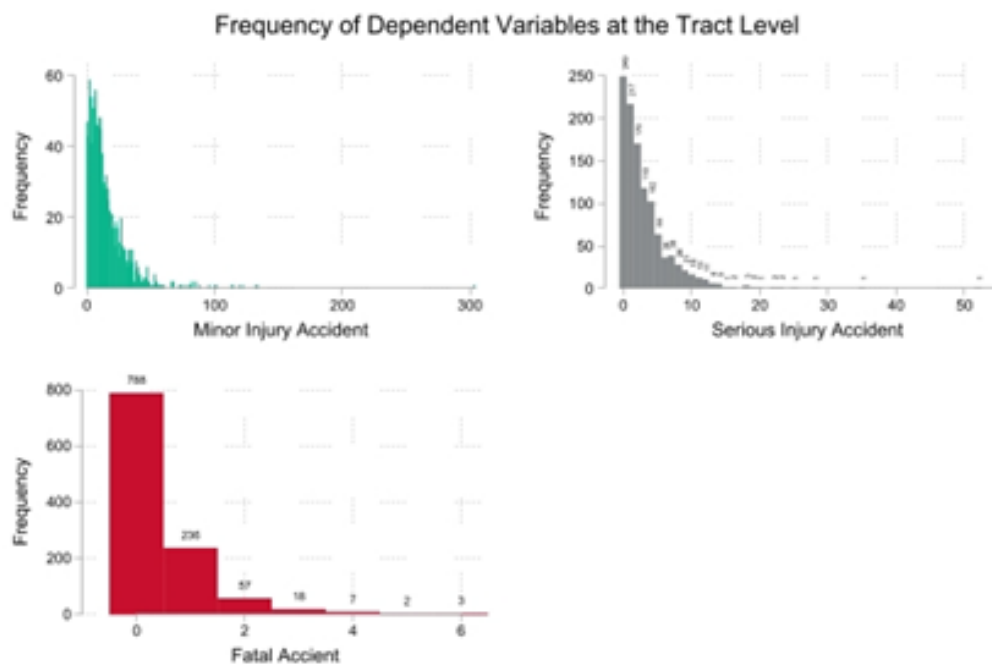 Frequency of Dependent Variables at the Tract Level
60
40
20
0
Frequency
0 100 200 300
Minor Injury Accident
250
200
150
100
50
0
Frequency
0 10 20 30 40 50
Serious Injury Accident
800
600
400
200
0
Frequency
788
236
57
18
7
2
3
0 2 4 6
Fatal Accient